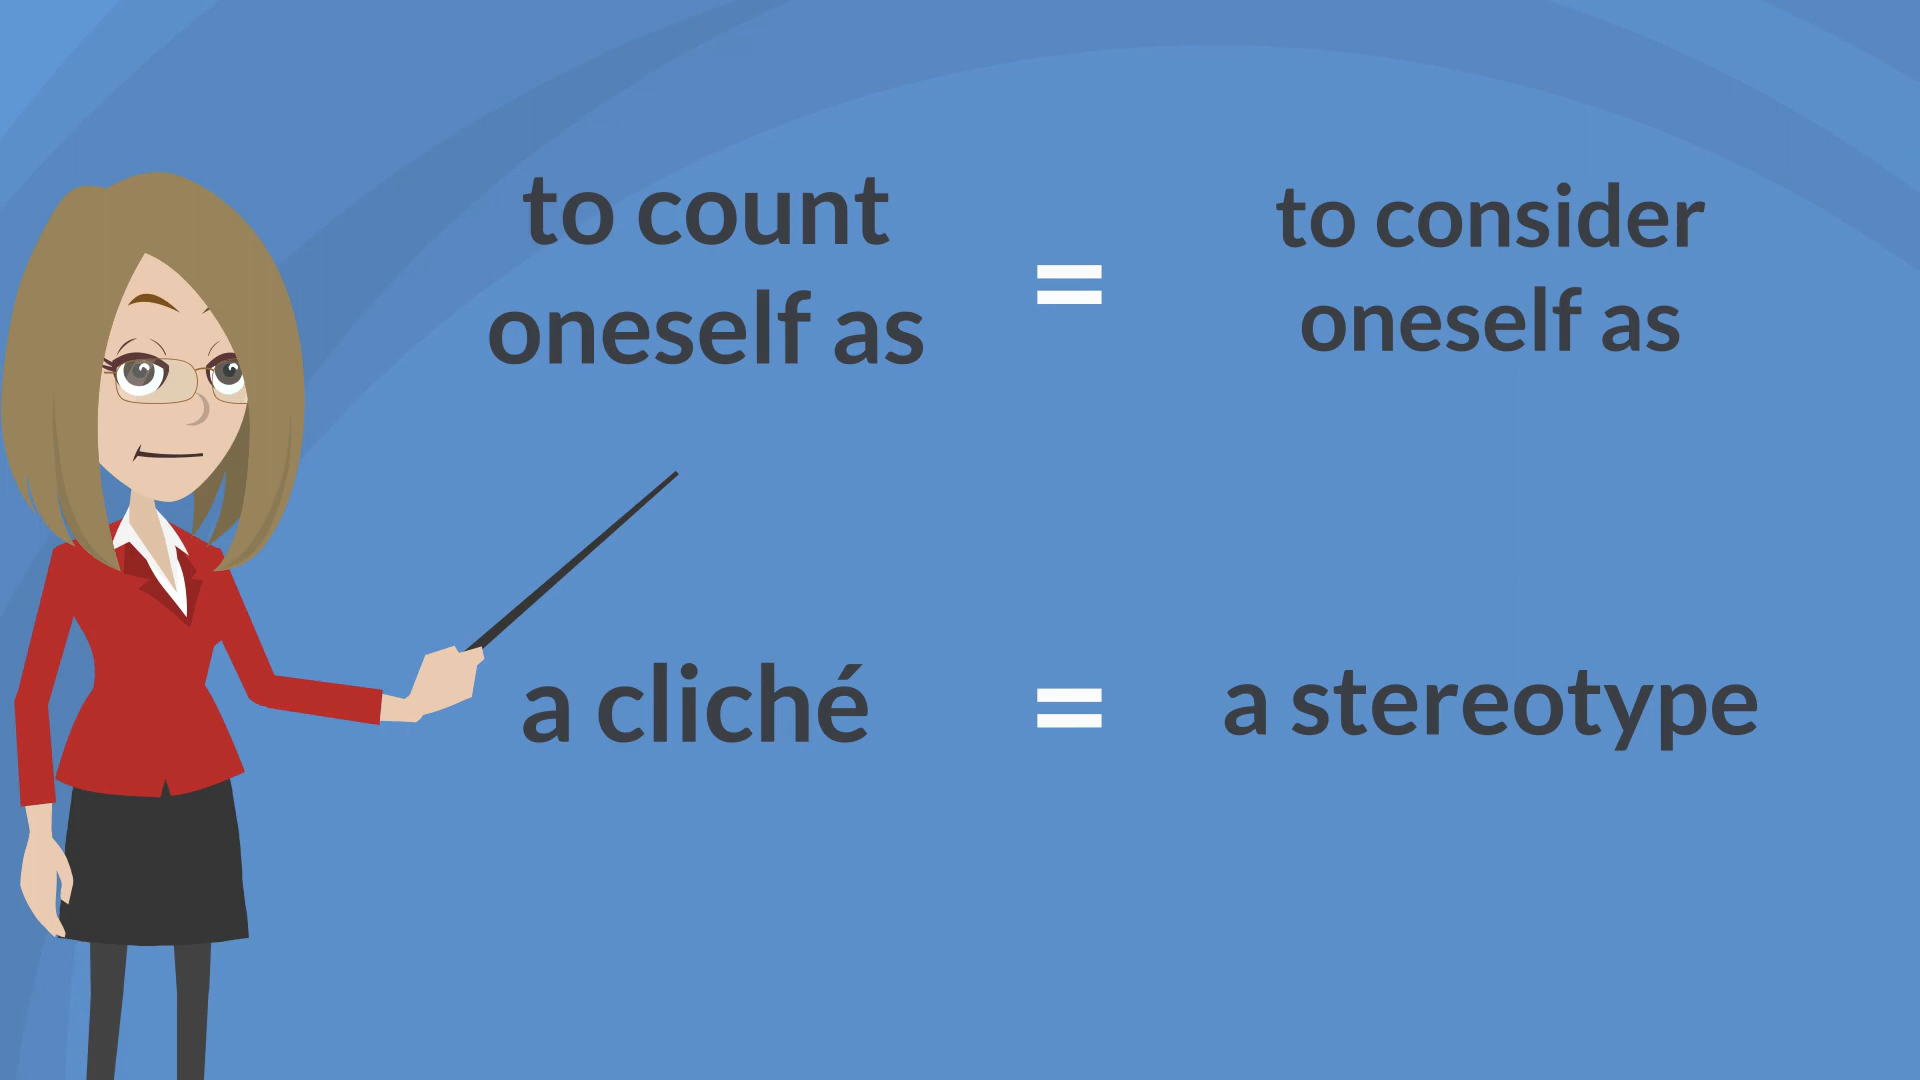 to count
oneself as
=
to consider
oneself as
a cliché
=
a stereotype